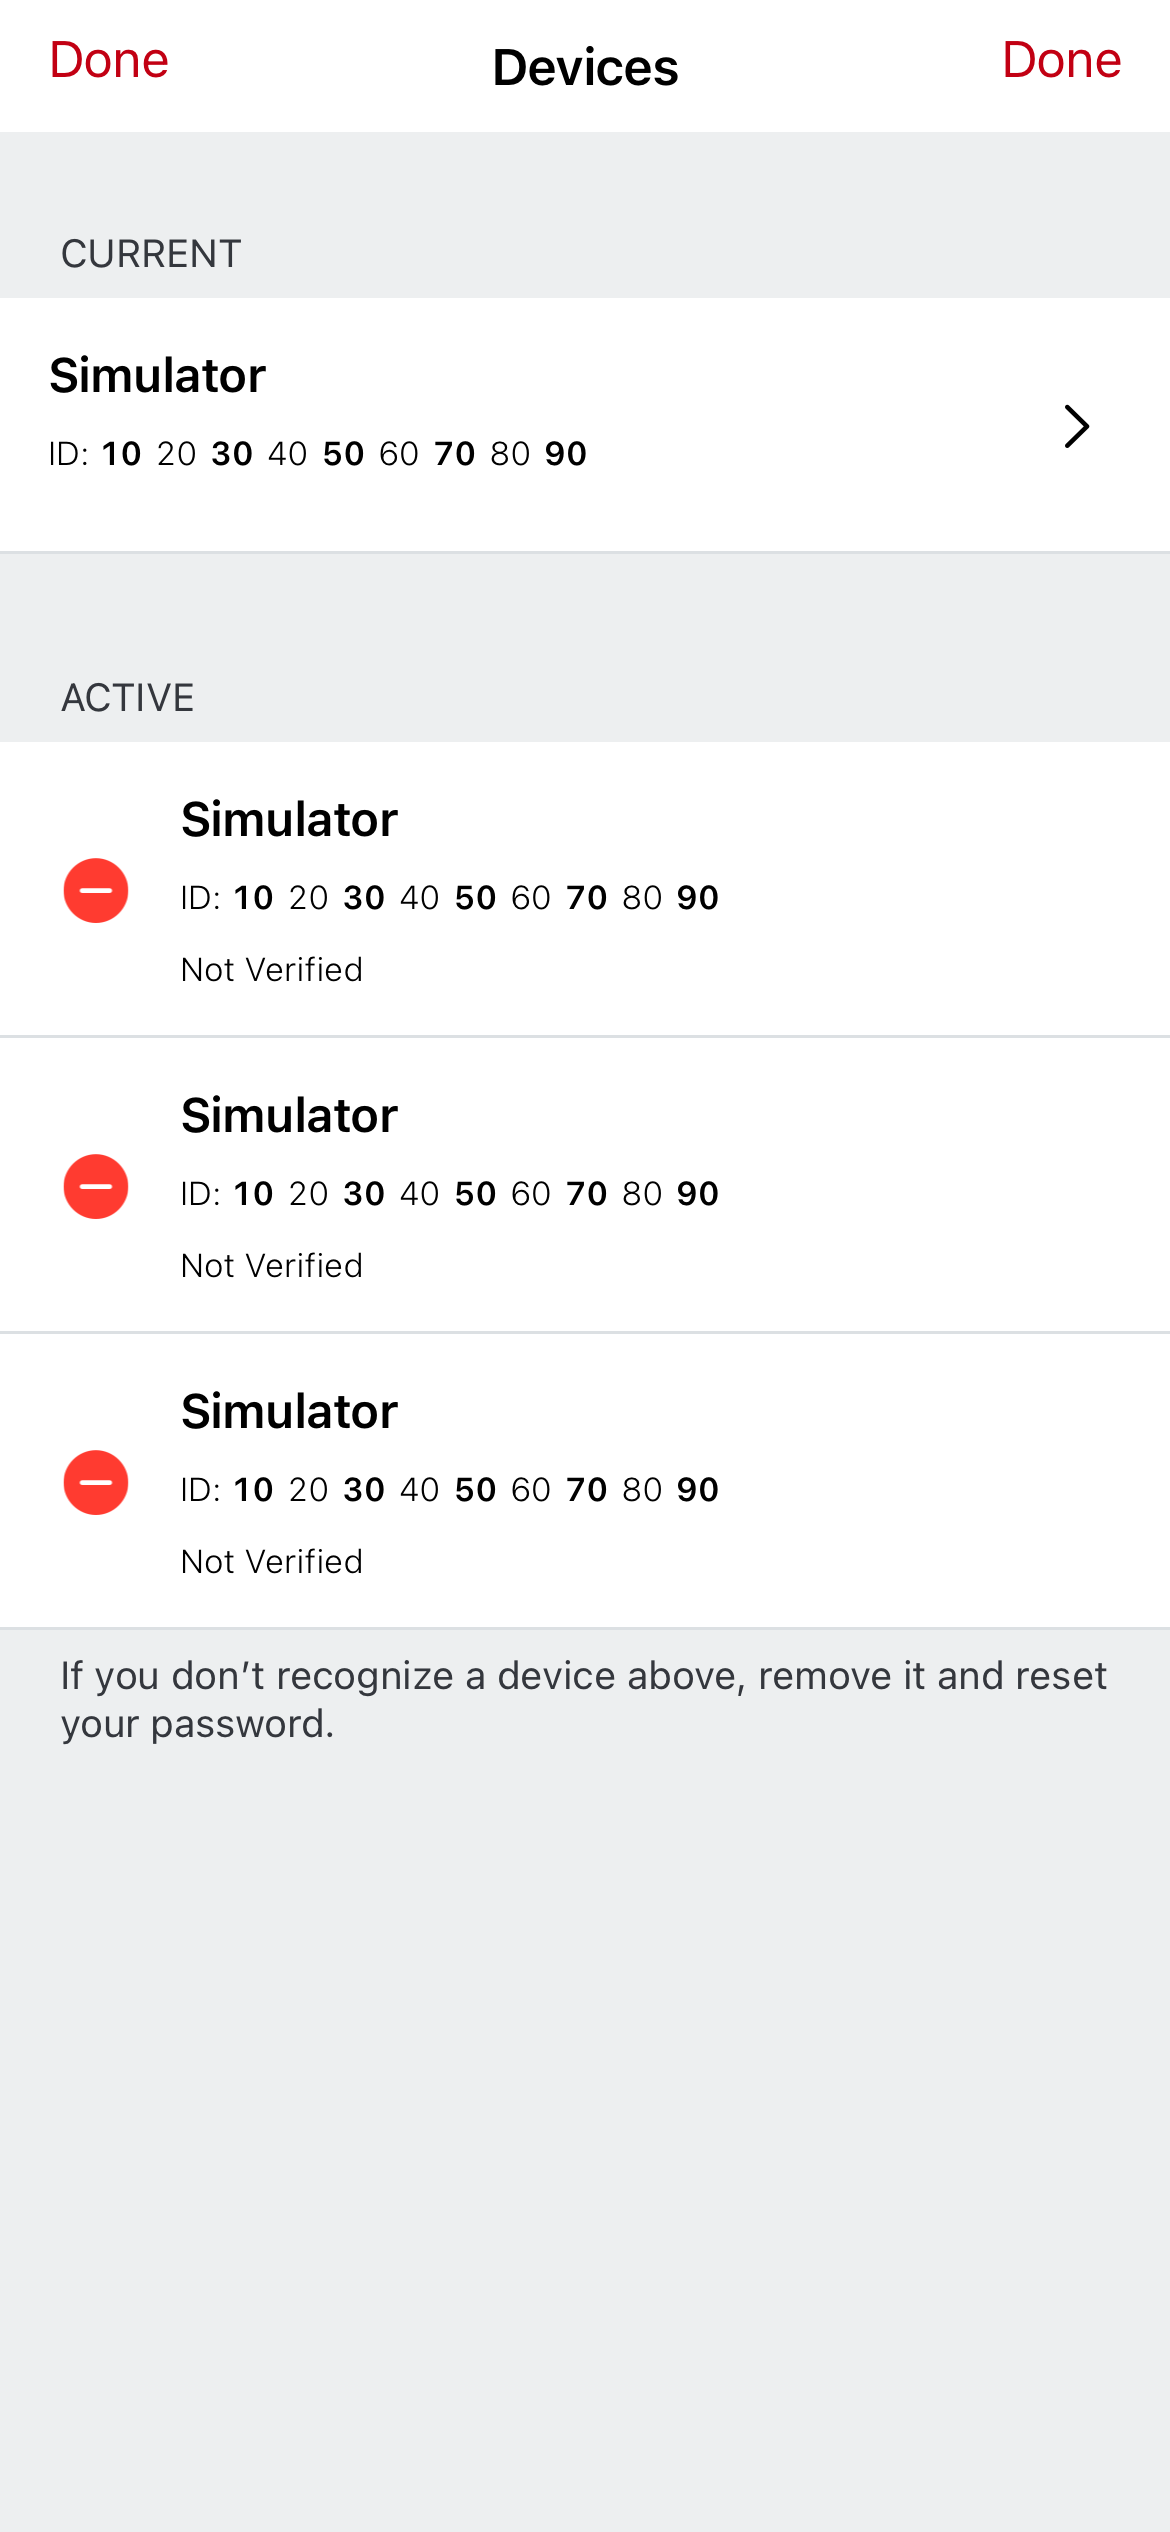 Done Devices Done
CURRENT
Simulator
ID: 10 20 30 40 50 60 70 80 90
ACTIVE
Simulator
ID: 10 20 30 40 50 60 70 80 90
Not Verified
Simulator
ID: 10 20 30 40 50 60 70 80 90
Not Verified
Simulator
ID: 10 20 30 40 50 60 70 80 90
Not Verified
If you don’t recognize a device above, remove it and reset
your password.